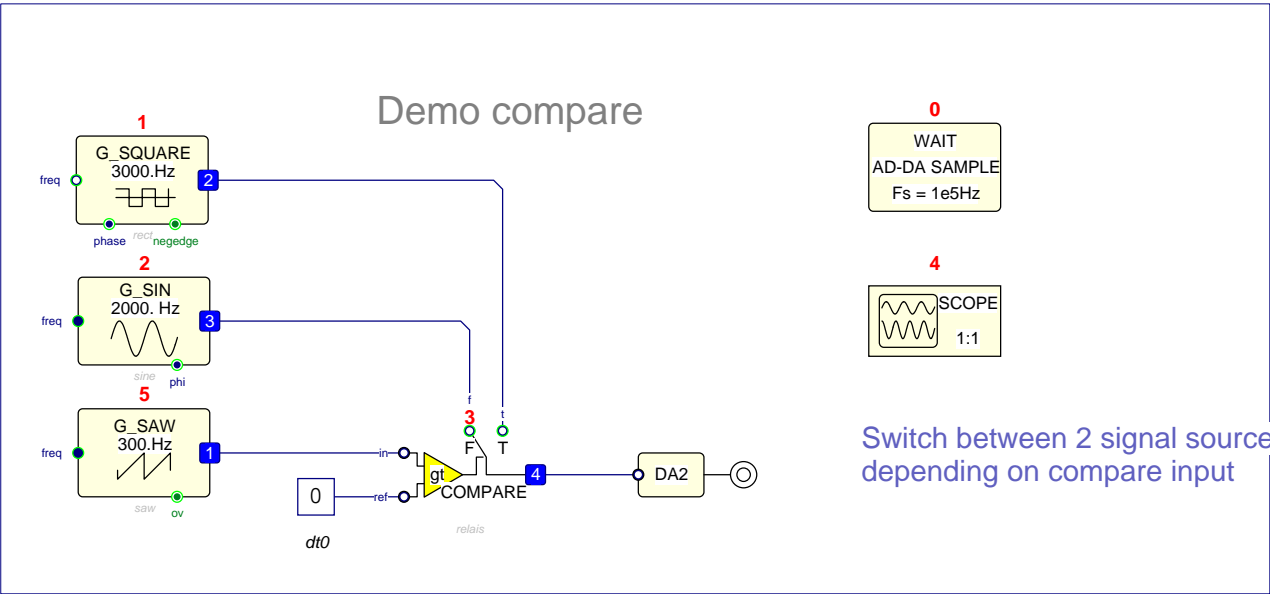 Demo compare
1
G_SQUARE
3000.Hz
freq
2
phase
rect
negedge
2
G_SIN
2000. Hz
freq
3
sine
phi
5
G_SAW
300.Hz
freq
1
saw
ov
0
dt0
in
ref
gt
COMPARE
relais
3
f
t
F
T
4
DA2
0
WAIT
AD-DA SAMPLE
Fs = 1e5Hz
4
SCOPE
1:1
Switch between 2 signal source
depending on compare input